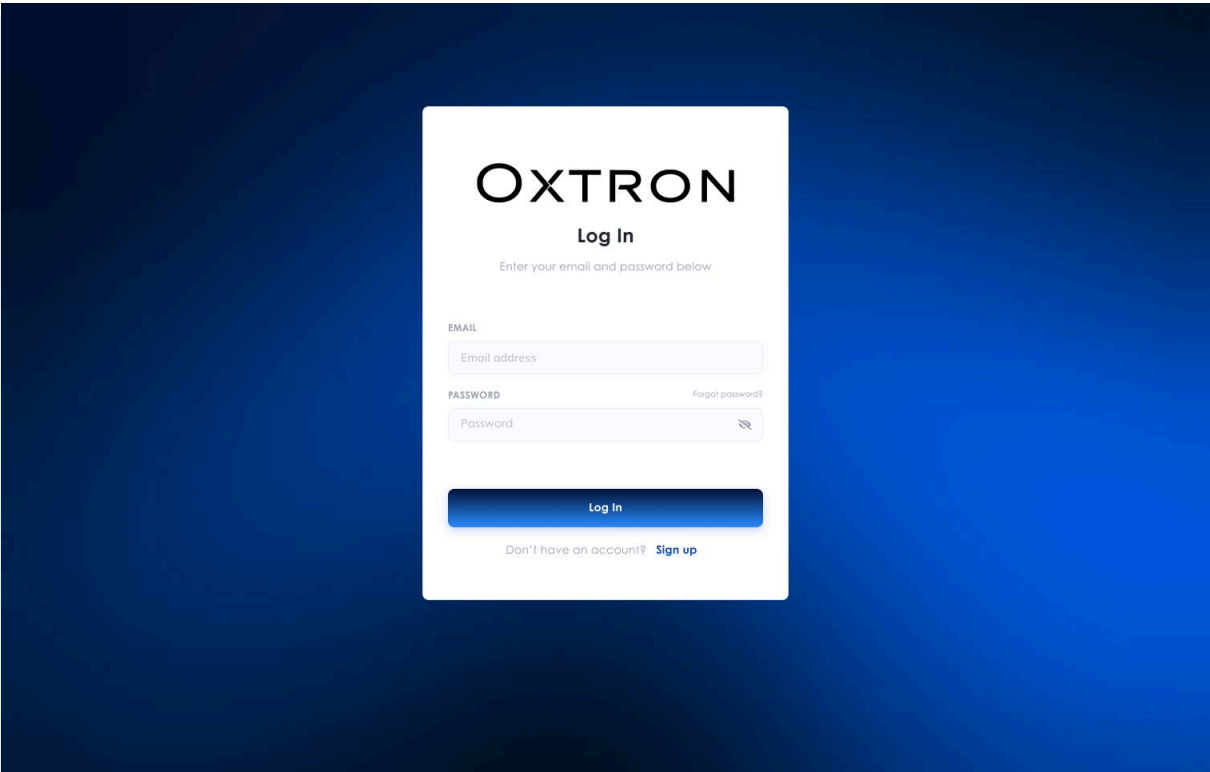 OXTRON
Log In
Enter your email and password below
EMAIL
Email address
PASSWORD
Forgot password?
Password
Log In
Don't have an account? Sign up